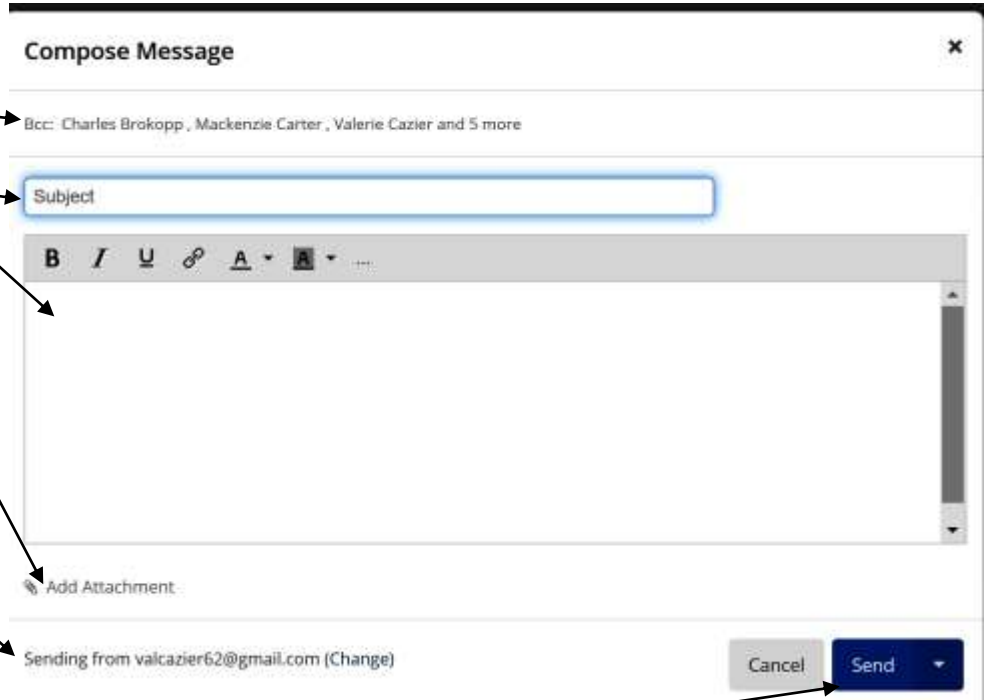 Compose Message ×
Bcc: Charles Brokopp , Mackenzie Carter , Valerie Cazier and 5 more
Subject
B I U A A ...
Add Attachment
Sending from valcazier62@gmail.com (Change)
Cancel Send